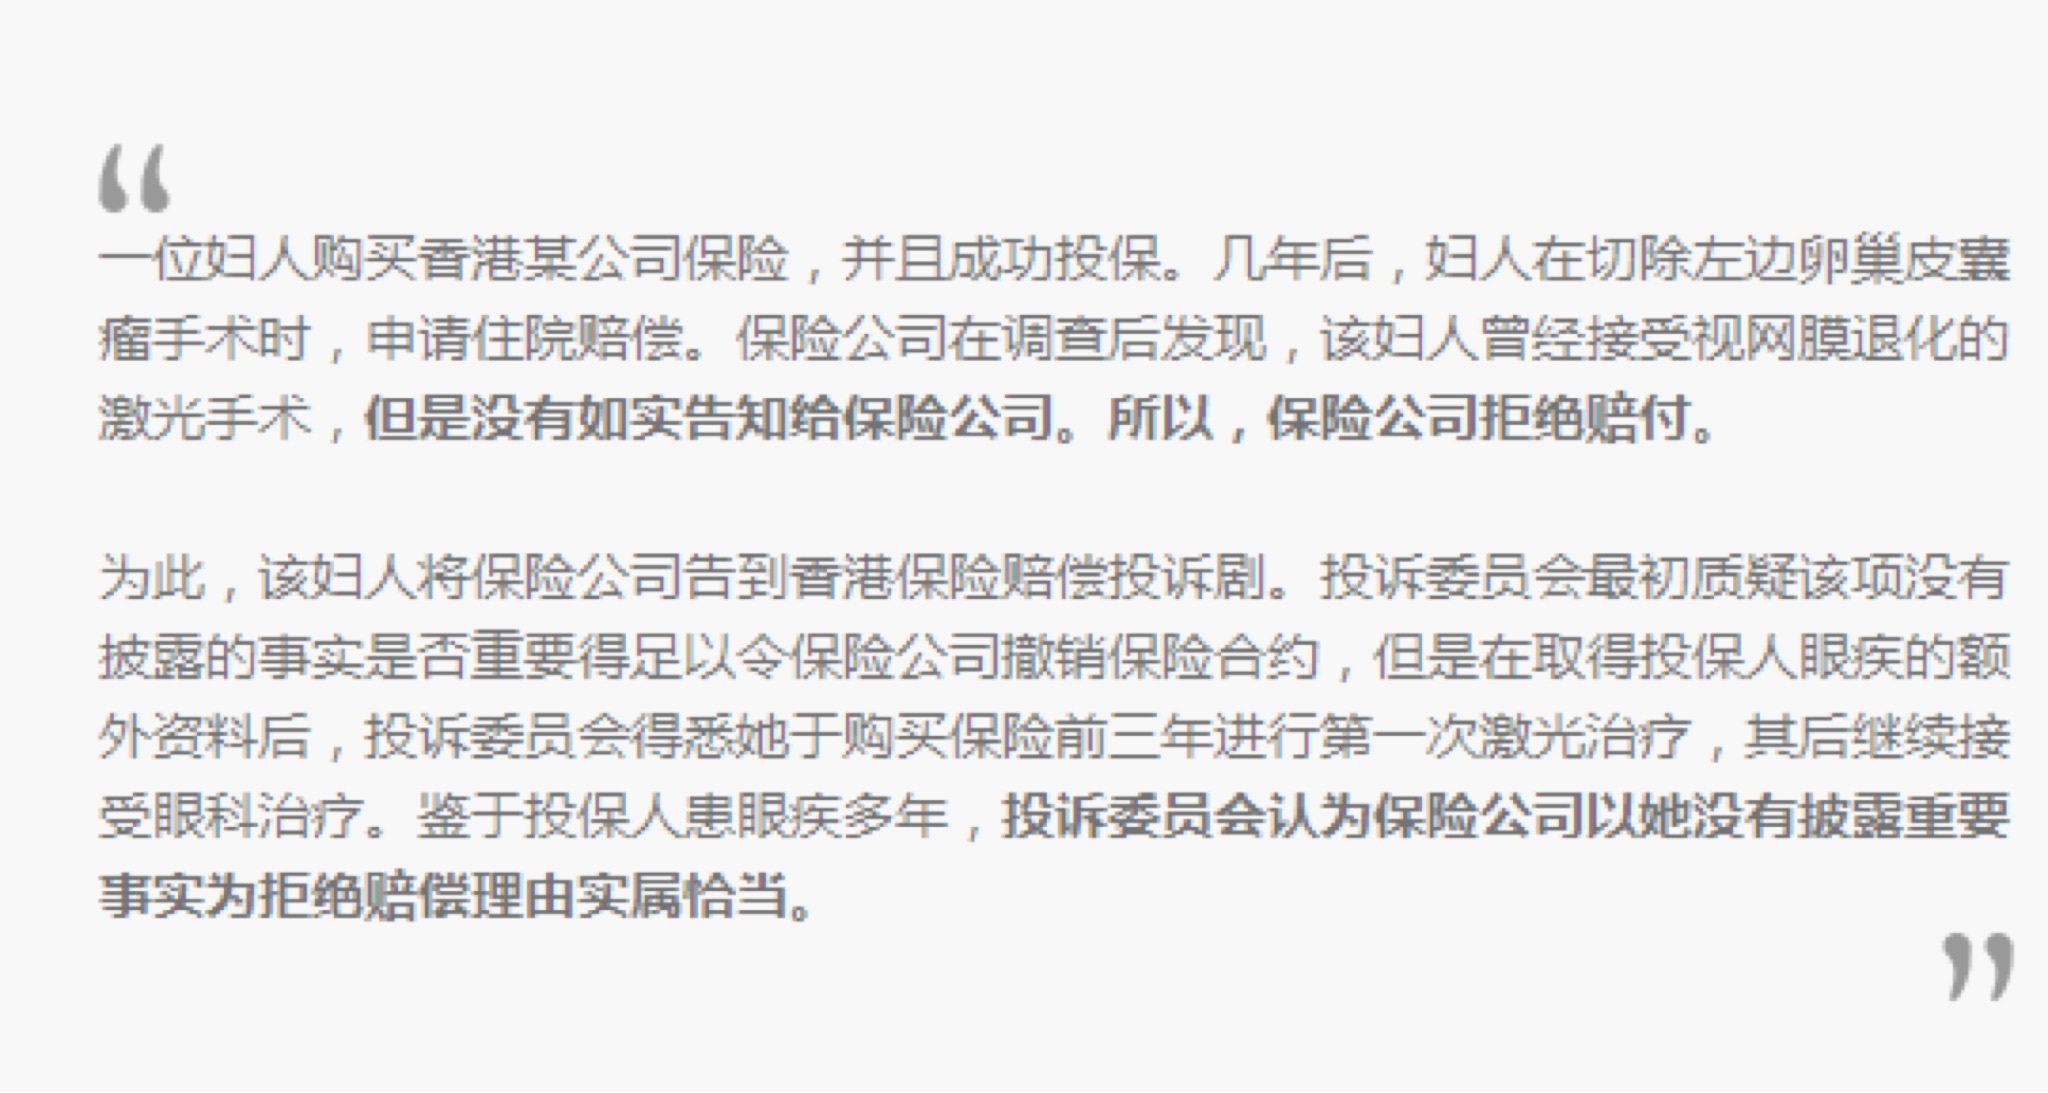 “
一位妇人购买香港某公司保险，并且成功投保。几年后，妇人在切除左边卵巢皮囊
瘤手术时，申请住院赔偿。保险公司在调查后发现，该妇人曾经接受视网膜退化的
激光手术，但是没有如实告知给保险公司。所以，保险公司拒绝赔付。
为此，该妇人将保险公司告到香港保险赔偿投诉剧。投诉委员会最初质疑该项没有
披露的事实是否重要得足以令保险公司撤销保险合约，但是在取得投保人眼疾的额
外资料后，投诉委员会得悉她于购买保险前三年进行第一次激光治疗，其后继续接
受眼科治疗。鉴于投保人患眼疾多年，投诉委员会认为保险公司以她没有披露重要
事实为拒绝赔偿理由实属恰当。
”